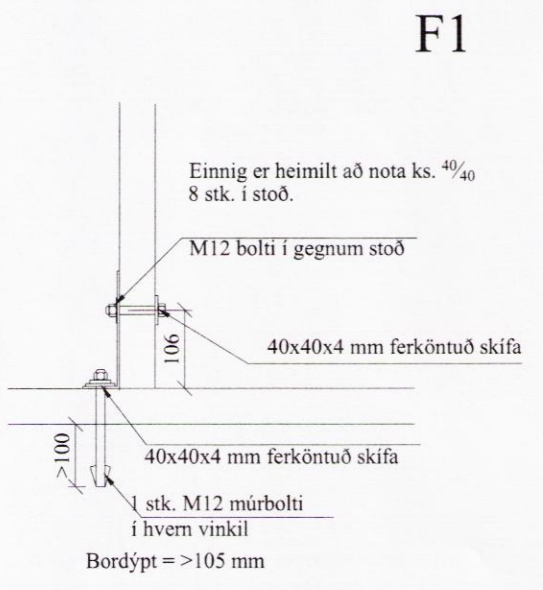 F1
Einnig er heimilt að nota ks. 40/40
8 stk. í stoð.
M12 bolti í gegnum stoð
106
40x40x4 mm ferköntuð skífa
>100
40x40x4 mm ferköntuð skífa
1 stk. M12 múrbolti
í hvern vinkil
Bordýpt = >105 mm